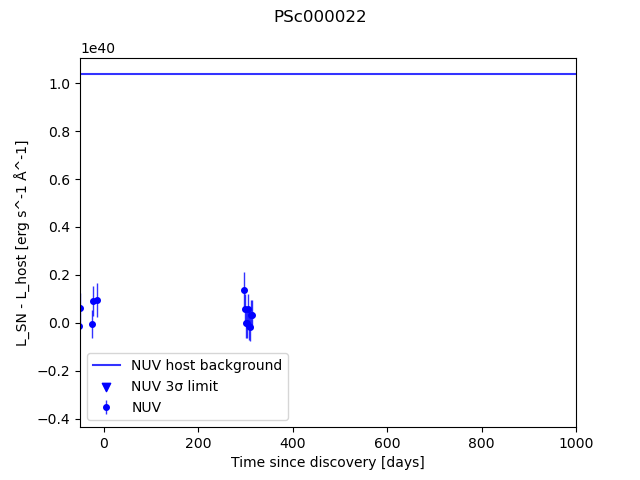 PSc000022
1e40
L_SN - L_host [erg s^-1 Å^-1]
1.0
0.8
0.6
0.4
0.2
0.0
−0.2
−0.4
NUV host background
NUV 3σ limit
NUV
0 200 400 600 800 1000
Time since discovery [days]